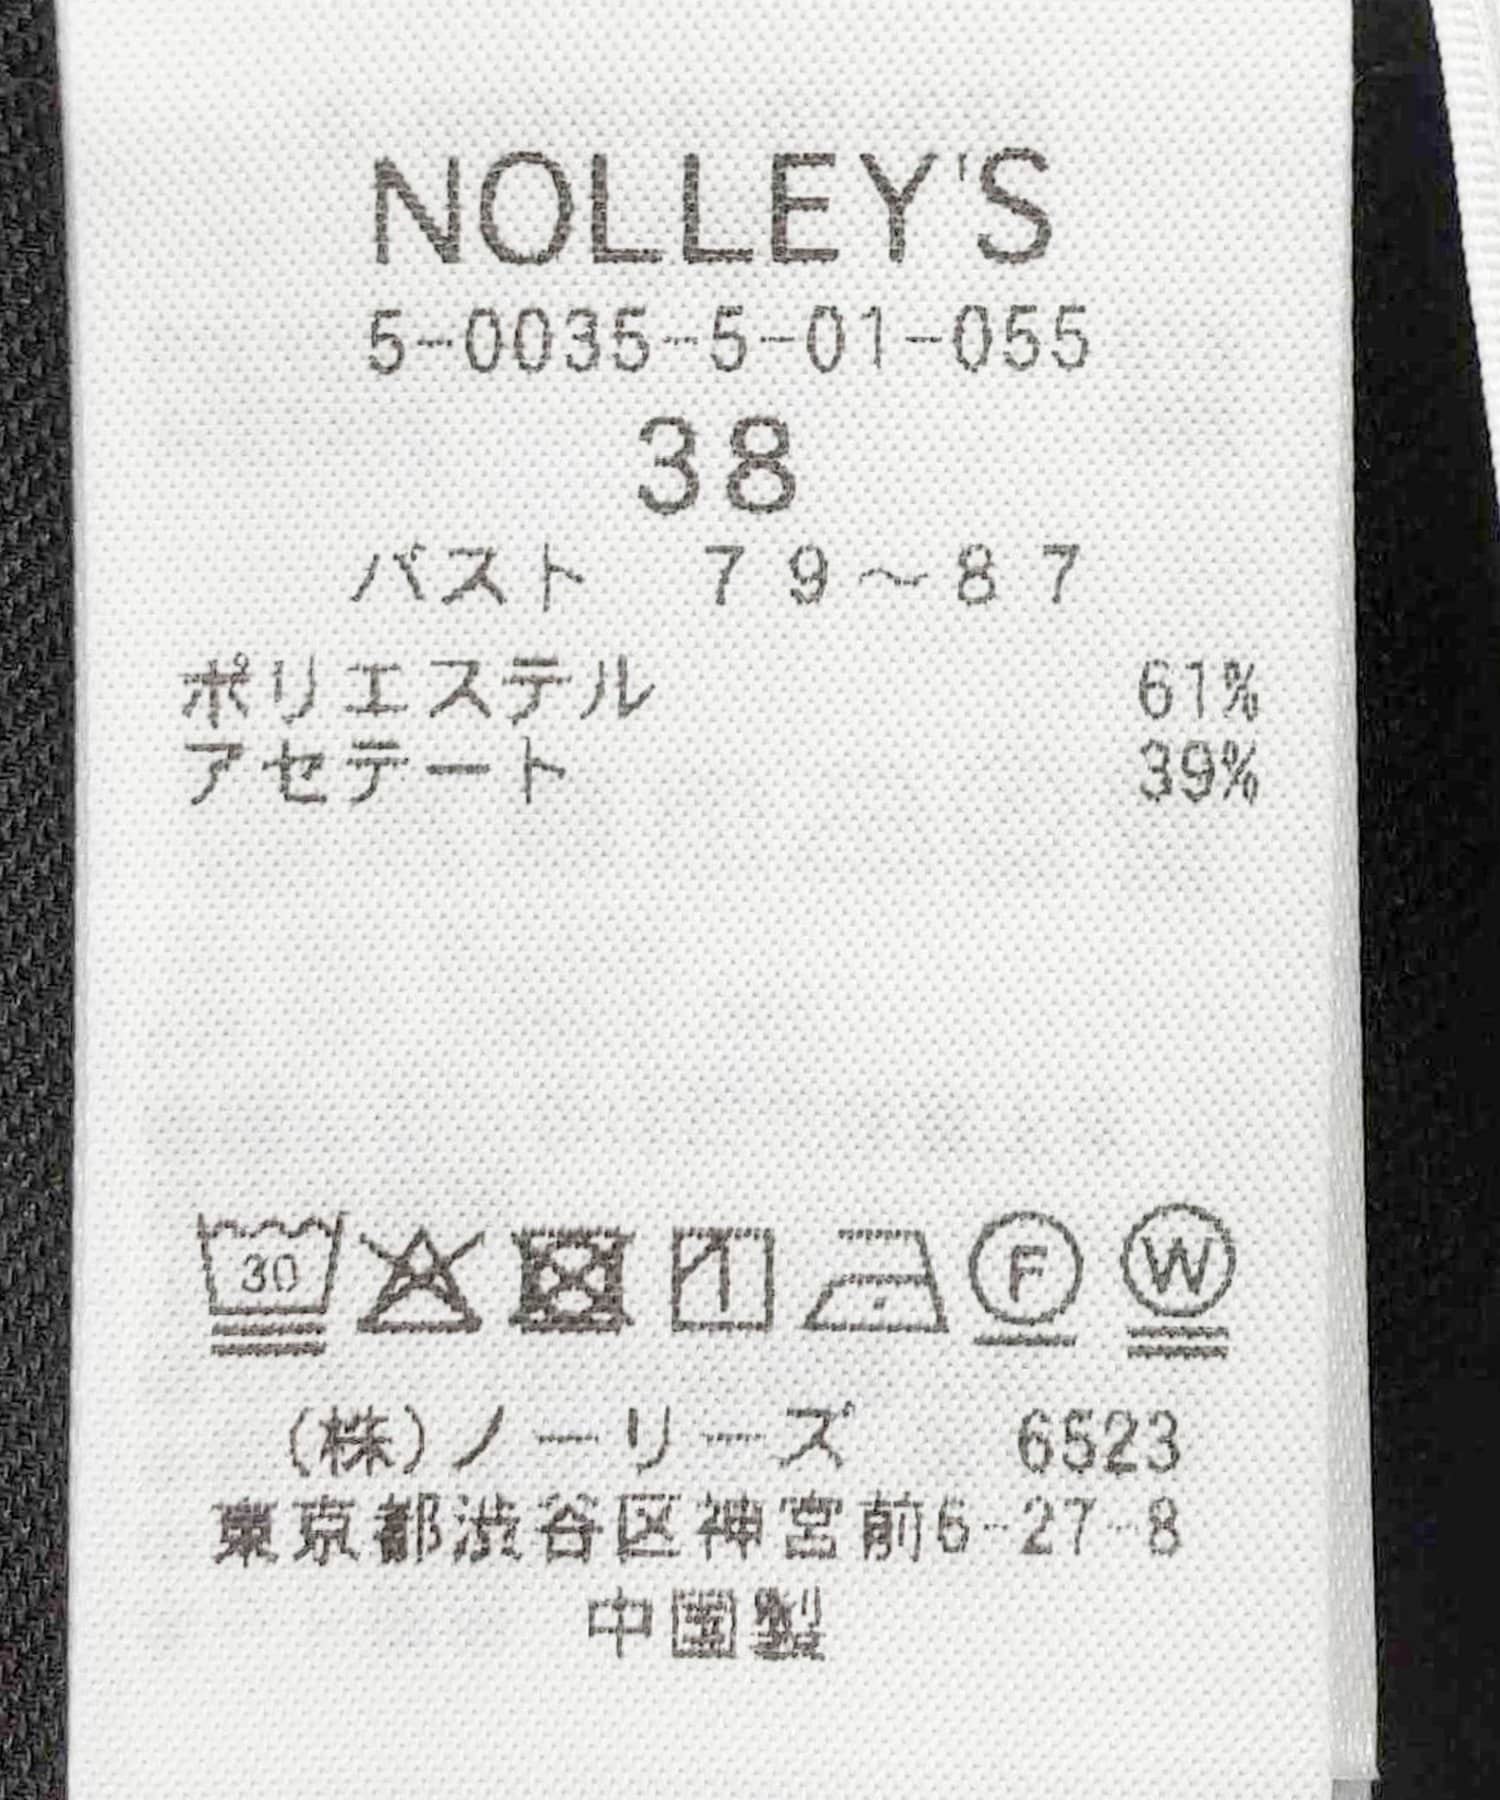 NOLLEY'S
5-0035-5-01-055
38
バスト 79～87
ポリエステル 61%
アセテート 39%
30 F W
(株)ノーリーズ 6523
東京都渋谷区神宮前6-27-8
中国製